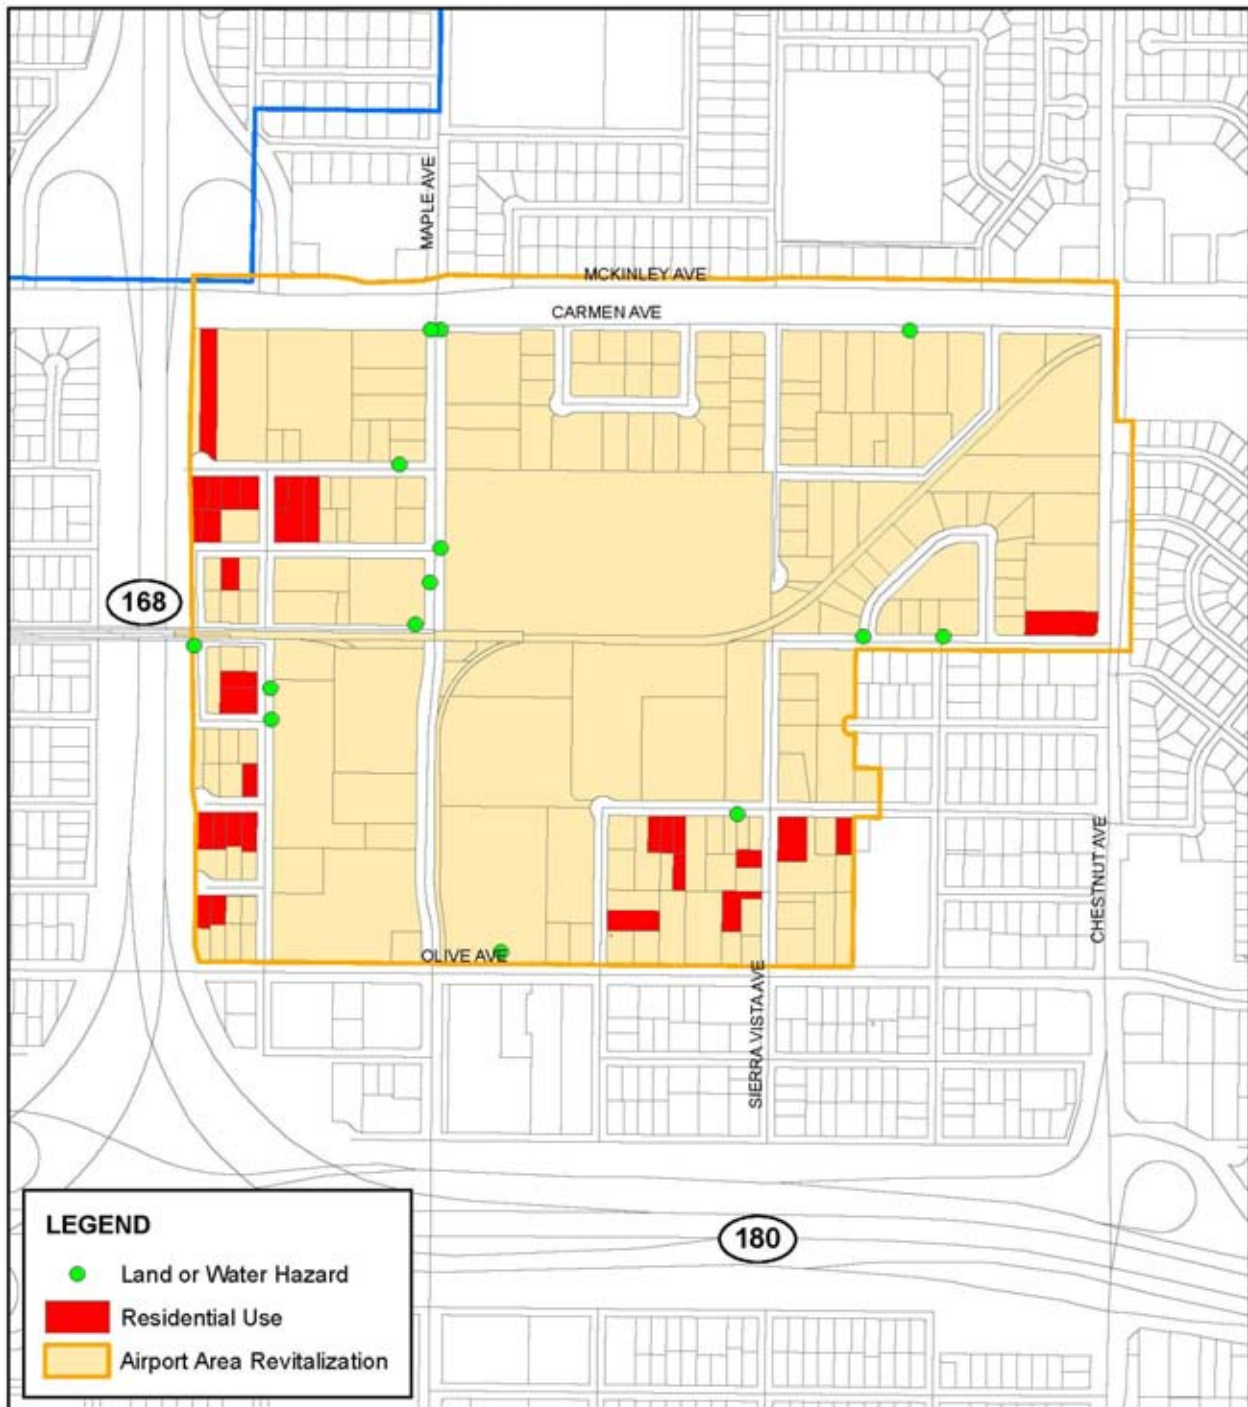 MAPLE AVE
MCKINLEY AVE
CARMEN AVE
168
CHESTNUT AVE
OLIVE AVE
SIERRA VISTA AVE
180
LEGEND
Land or Water Hazard
Residential Use
Airport Area Revitalization